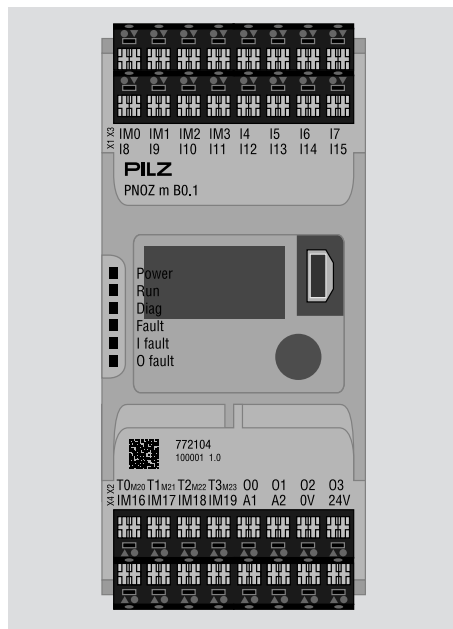 X1 X3
IM0 IM1 IM2 IM3 I4 I5 I6 I7
I8 I9 I10 I11 I12 I13 I14 I15
PILZ
PNOZ m B0.1
Power
Run
Diag
Fault
I fault
O fault
772104
100001 1.0
X4 X2
T0M20 T1M21 T2M22 T3M23 O0 O1 O2 O3
IM16 IM17 IM18 IM19 A1 A2 0V 24V